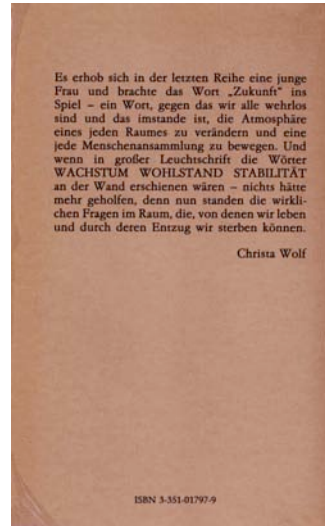 Es erhob sich in der letzten Reihe eine junge
Frau und brachte das Wort „Zukunft" ins
Spiel – ein Wort, gegen das wir alle wehrlos
sind und das imstande ist, die Atmosphäre
eines jeden Raumes zu verändern und eine
jede Menschenansammlung zu bewegen. Und
wenn in großer Leuchtschrift die Wörter
WACHSTUM WOHLSTAND STABILITÄT
an der Wand erschienen wären – nichts hätte
mehr geholfen, denn nun standen die wirkli-
chen Fragen im Raum, die, von denen wir leben
und durch deren Entzug wir sterben können.
Christa Wolf
ISBN 3-351-01797-9